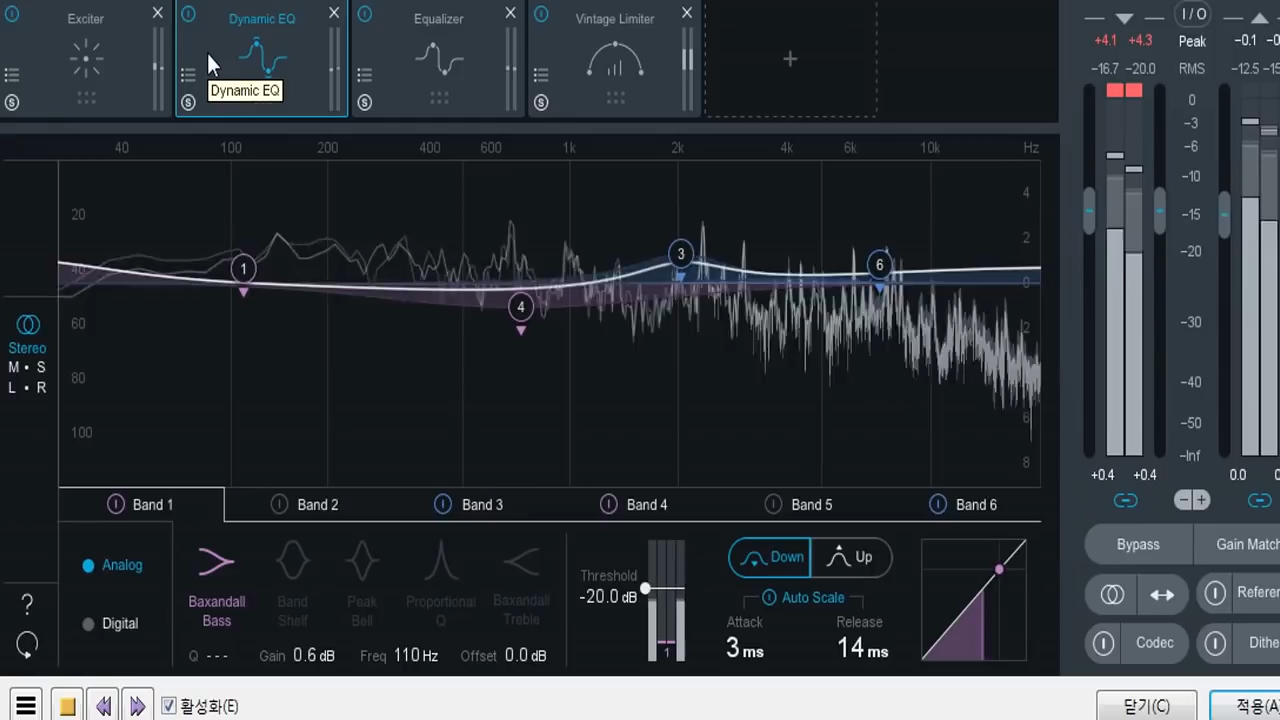 Exciter
Dynamic EQ
Equalizer
Vintage Limiter
I / O
S
S
S
S
Dynamic EQ
+
+4.1 +4.3 Peak -0.1
-16.7 -20.0 RMS -12.5
40 100 200 400 600 1k 2k 4k 6k 10k Hz
20
40
60
80
100
4
2
0
2
6
8
1
4
3
6
0
-3
-6
-10
-15
-20
-30
-40
-50
-Inf
+0.4 +0.4 0.0
Stereo
M • S
L • R
Band 1 Band 2 Band 3 Band 4 Band 5 Band 6
Analog
Digital
Baxandall Bass
Band Shelf
Peak Bell
Proportional Q
Baxandall Treble
Q - - - Gain 0.6 dB Freq 110 Hz Offset 0.0 dB
Threshold
-20.0 dB
1
Down Up
Auto Scale
Attack
3 ms
Release
14 ms
Bypass Gain Match
Codec
?
활성화(E)
닫기(C)